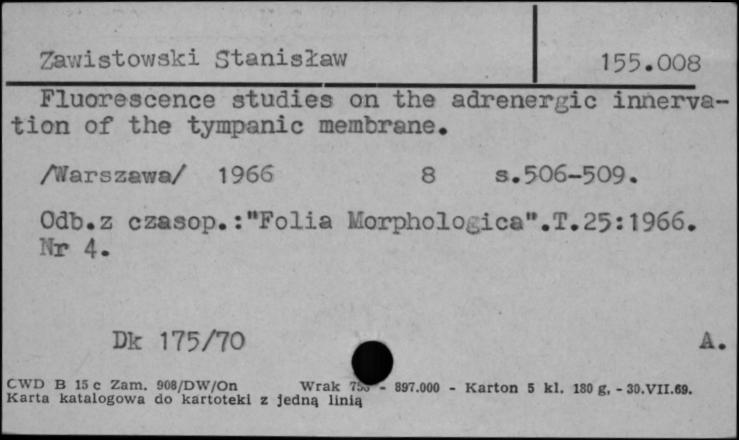 Zawistowski Stanisław 155.008
Fluorescence studies on the adrenergic innerva-
tion of the tympanic membrane.
/Warszawa/ 1966 8 s.506-509.
Odb.z czasop.:"Folia Morphologica".T.25:1966.
Nr 4.
Dk 175/70 A.
CWD B 15 c Zam. 908/DW/On Wrak - 897.000 - Karton 5 kl. 180 g. - 30.VII.69.
Karta katalogowa do kartoteki z jedną linią